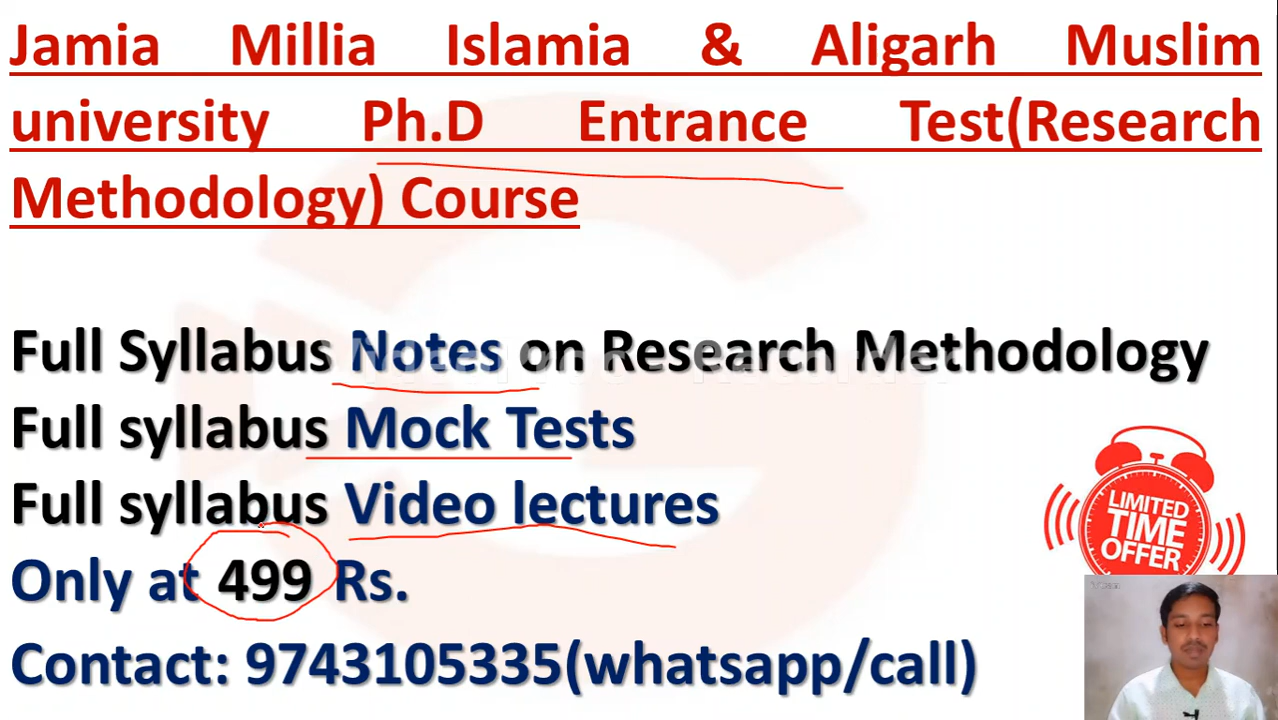 Jamia Millia Islamia & Aligarh Muslim
university Ph.D Entrance Test(Research
Methodology) Course
Full Syllabus Notes on Research Methodology
Full syllabus Mock Tests
Full syllabus Video lectures
Only at 499 Rs.
Contact: 9743105335(whatsapp/call)
LIMITED
TIME
OFFER